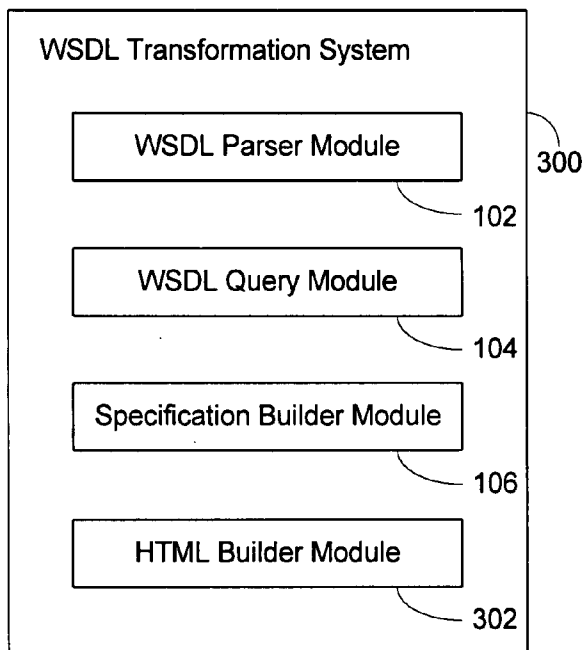 WSDL Transformation System
WSDL Parser Module
300
102
WSDL Query Module
104
Specification Builder Module
106
HTML Builder Module
302